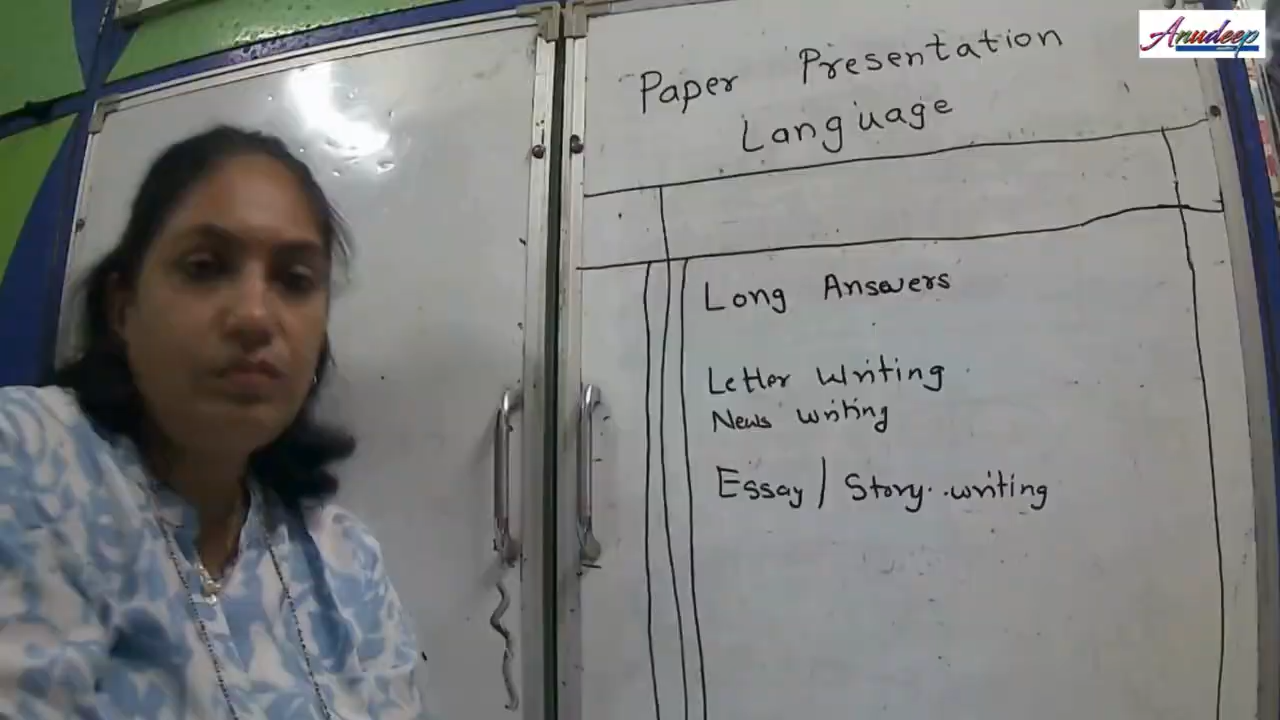 Anudeep
Paper Presentation
Language
Long Answers
Letter Writing
News writing
Essay / Story writing